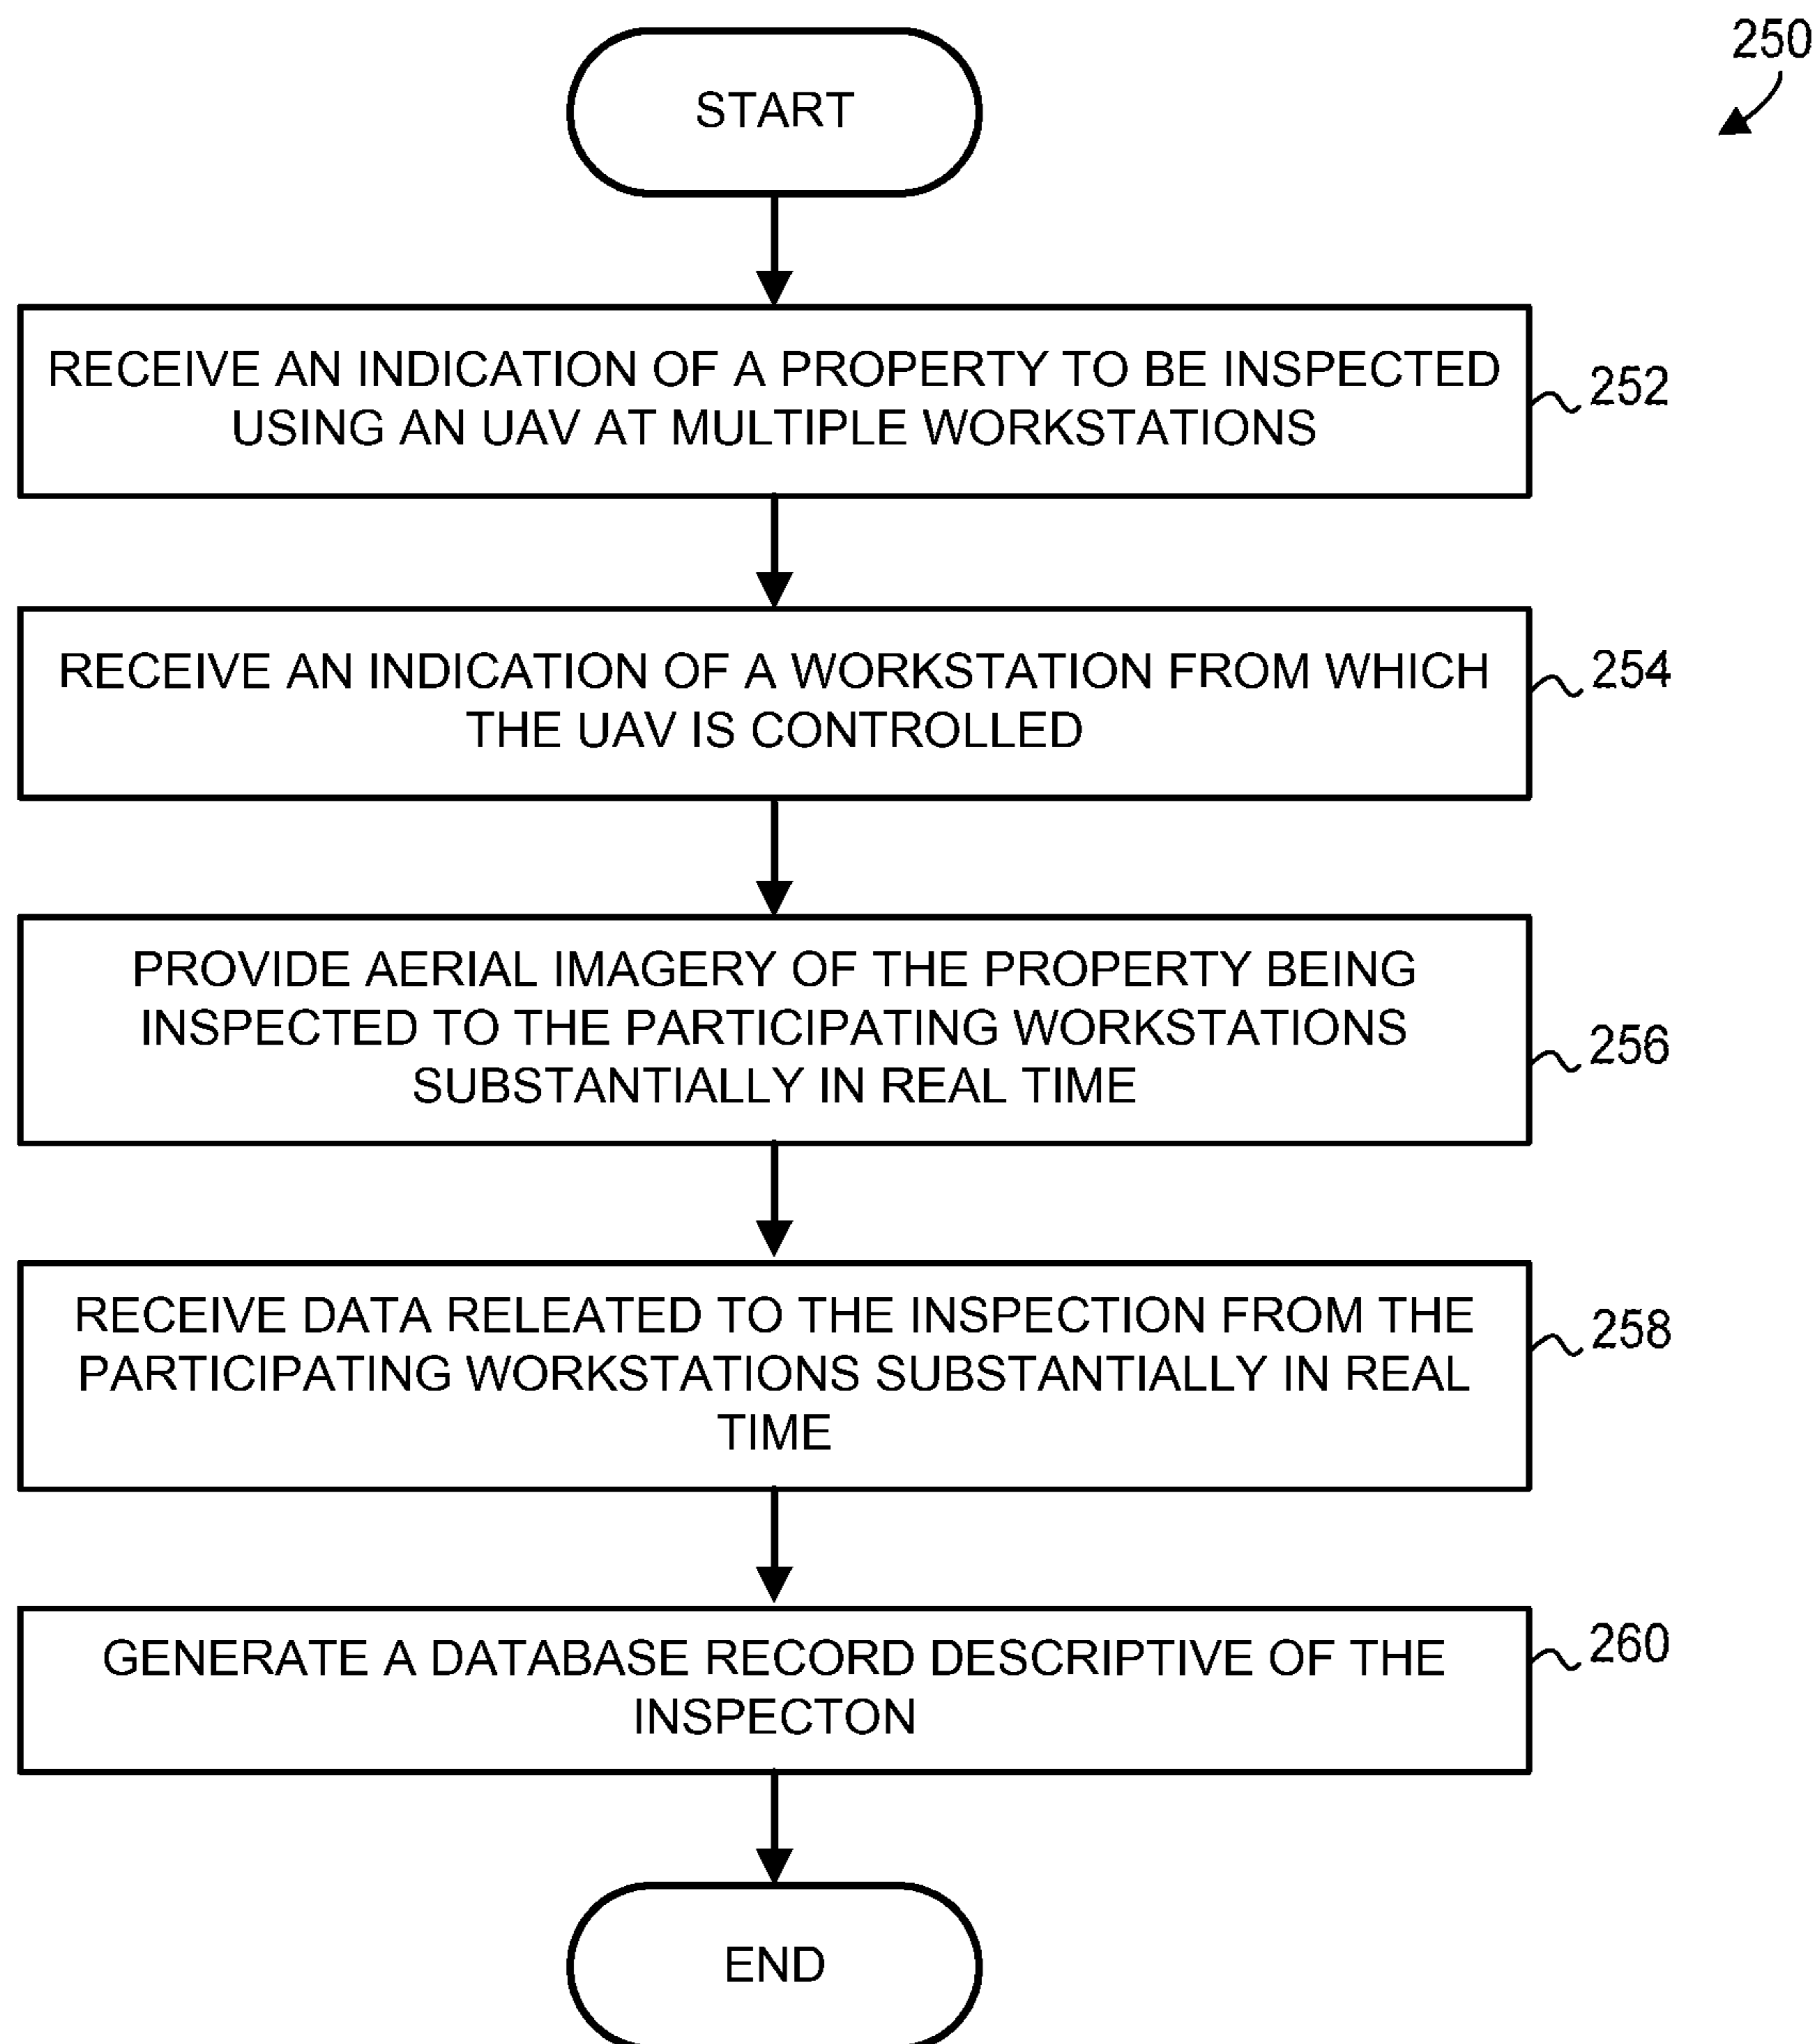 250
START
RECEIVE AN INDICATION OF A PROPERTY TO BE INSPECTED
USING AN UAV AT MULTIPLE WORKSTATIONS
252
RECEIVE AN INDICATION OF A WORKSTATION FROM WHICH
THE UAV IS CONTROLLED
254
PROVIDE AERIAL IMAGERY OF THE PROPERTY BEING
INSPECTED TO THE PARTICIPATING WORKSTATIONS
SUBSTANTIALLY IN REAL TIME
256
RECEIVE DATA RELEATED TO THE INSPECTION FROM THE
PARTICIPATING WORKSTATIONS SUBSTANTIALLY IN REAL
TIME
258
GENERATE A DATABASE RECORD DESCRIPTIVE OF THE
INSPECTON
260
END